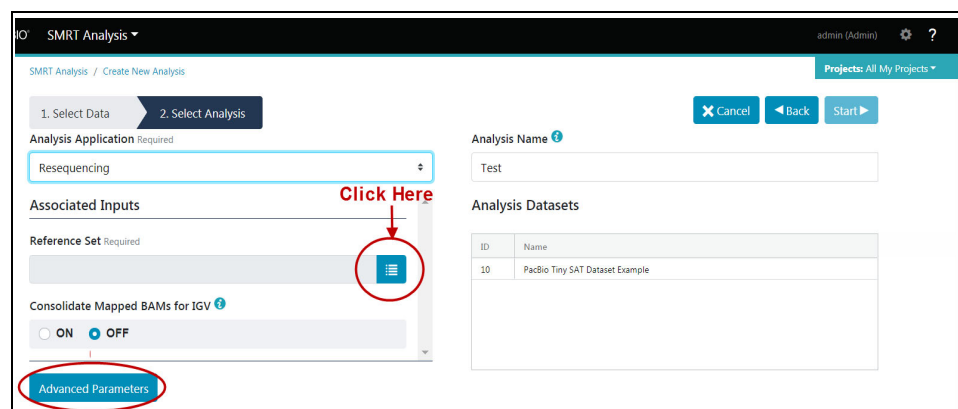 IO® SMRT Analysis admin (Admin) ?
SMRT Analysis / Create New Analysis Projects: All My Projects
1. Select Data 2. Select Analysis Cancel Back Start
Analysis Application Required
Analysis Name
Resequencing
Test
Click Here
Associated Inputs
Analysis Datasets
Reference Set Required
ID Name
10 PacBio Tiny SAT Dataset Example
Consolidate Mapped BAMs for IGV
ON OFF
Advanced Parameters